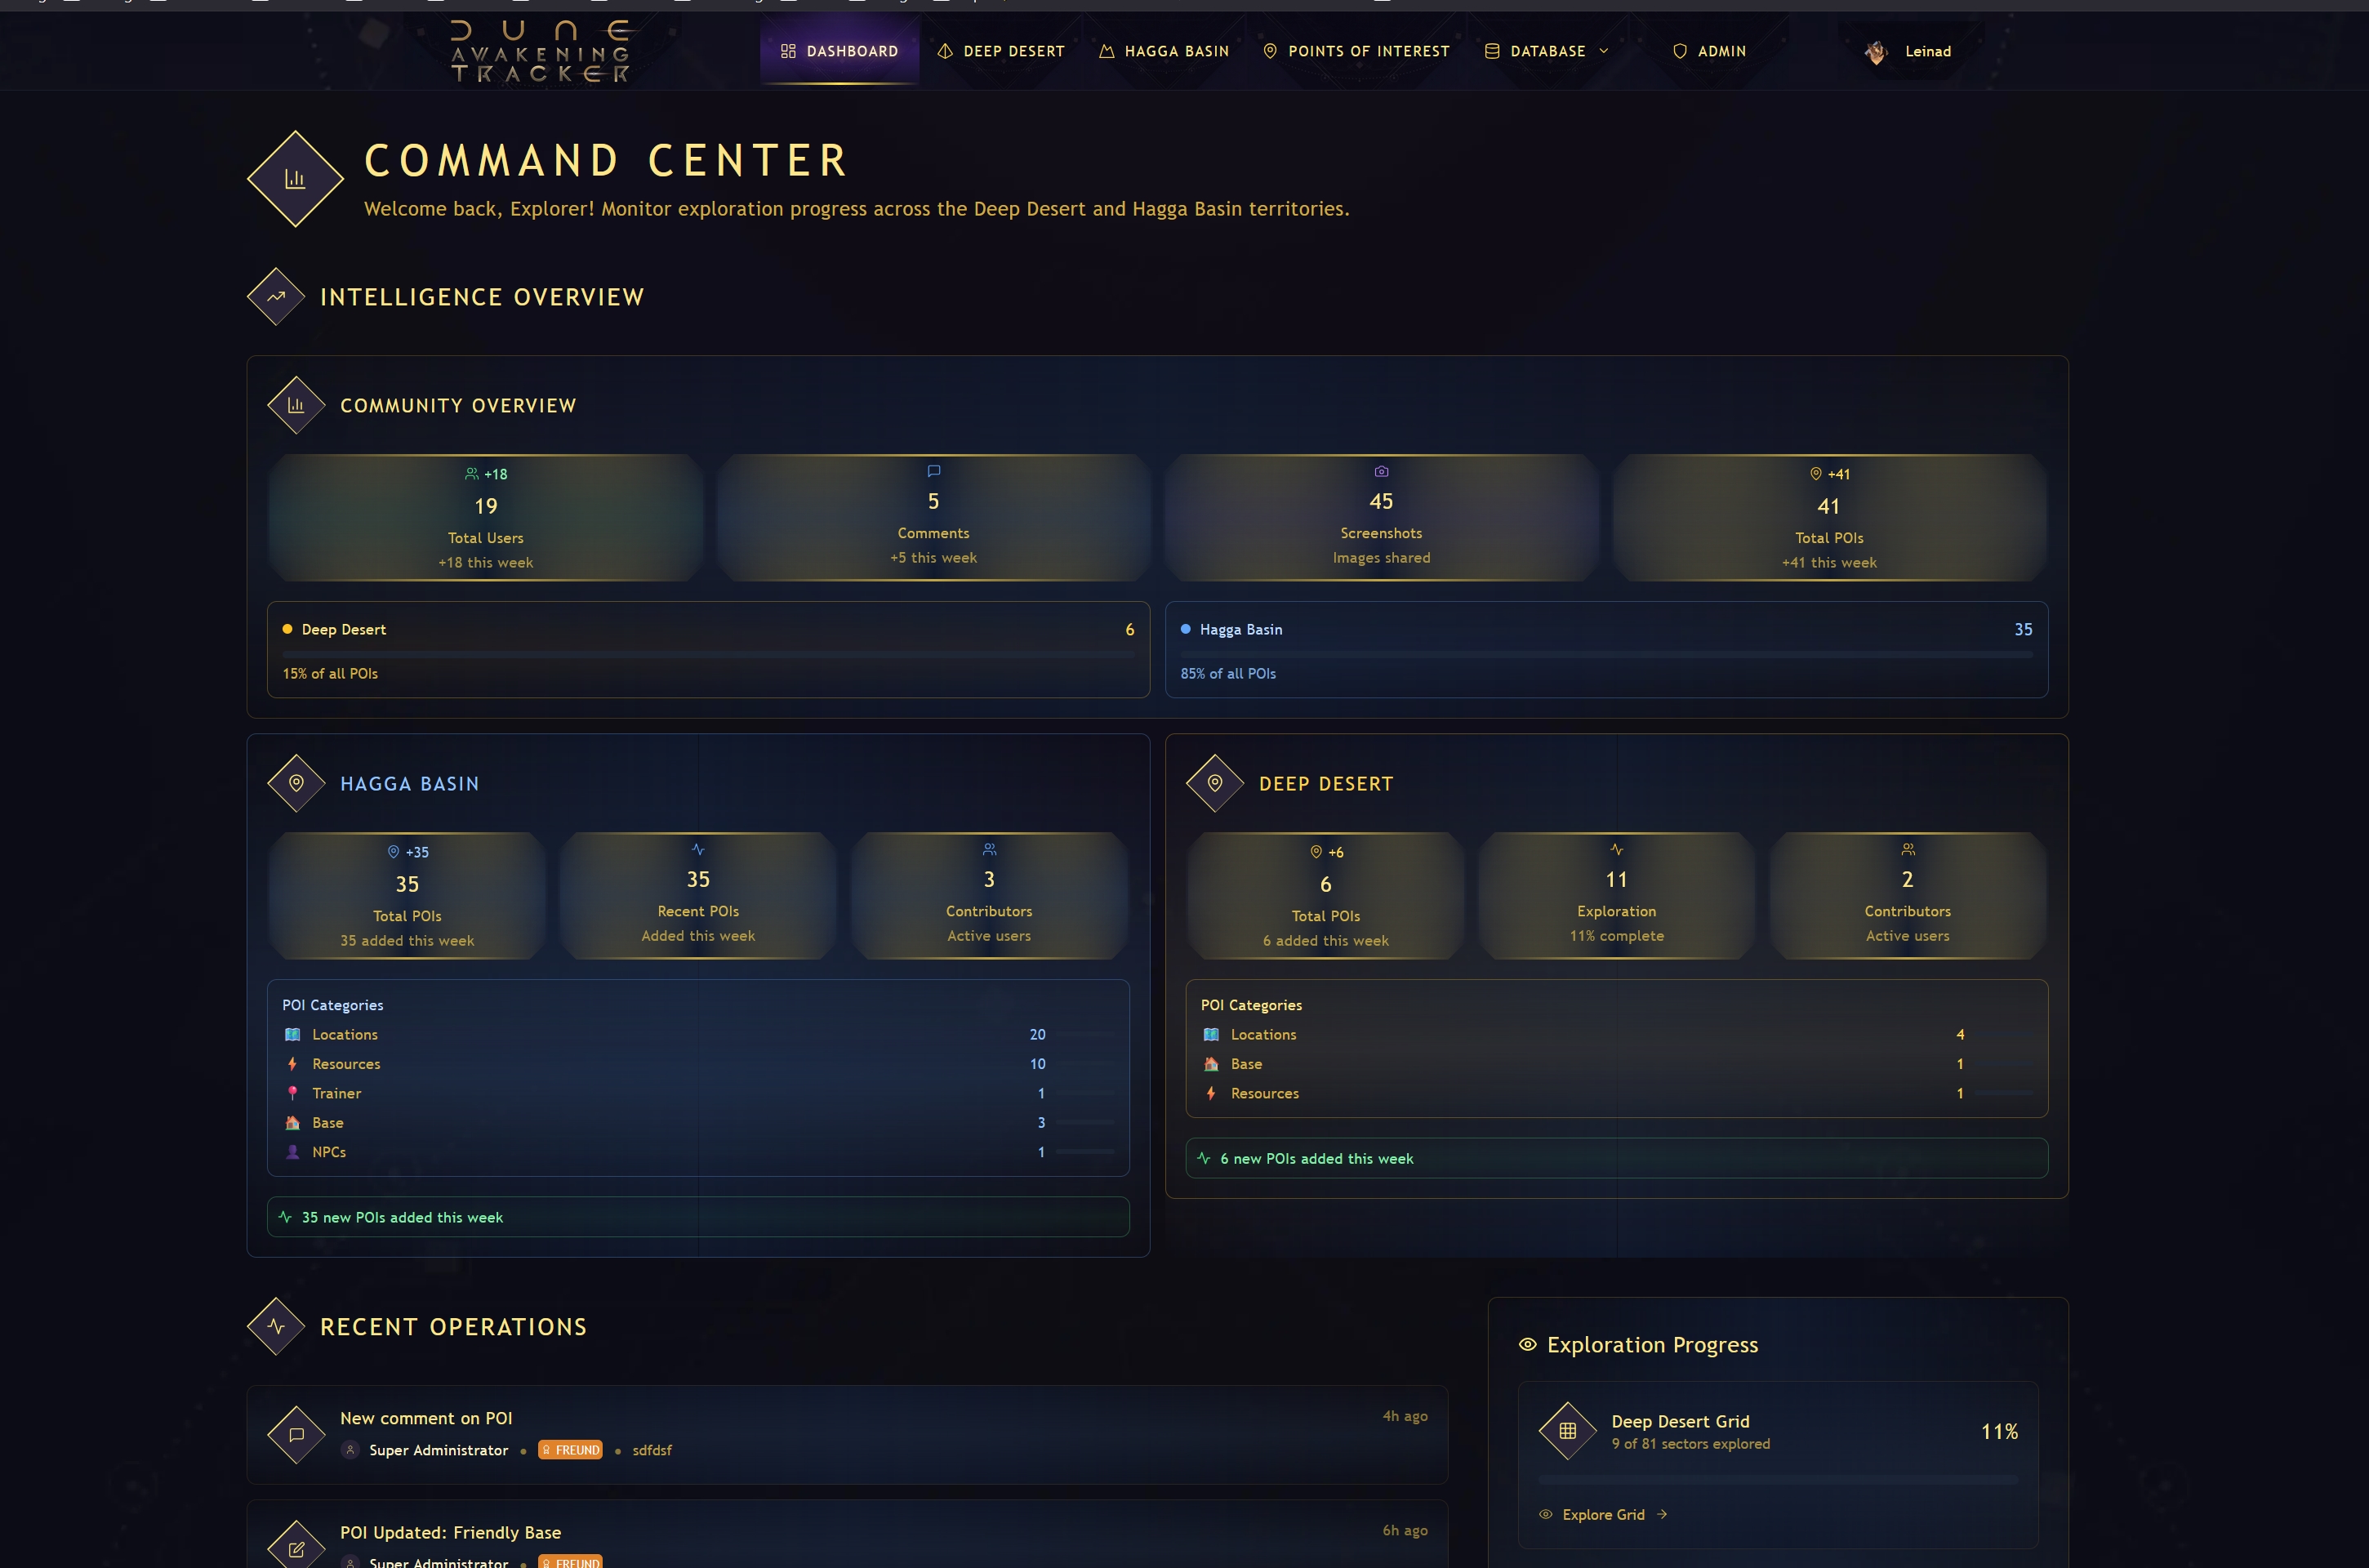 DUNE
AWAKENING
TRACKER
DASHBOARD
DEEP DESERT
HAGGA BASIN
POINTS OF INTEREST
DATABASE
ADMIN
Leinad
COMMAND CENTER
Welcome back, Explorer! Monitor exploration progress across the Deep Desert and Hagga Basin territories.
INTELLIGENCE OVERVIEW
COMMUNITY OVERVIEW
+18
19
Total Users
+18 this week
5
Comments
+5 this week
45
Screenshots
Images shared
+41
41
Total POIs
+41 this week
Deep Desert 6
15% of all POIs
Hagga Basin 35
85% of all POIs
HAGGA BASIN
+35
35
Total POIs
35 added this week
35
Recent POIs
Added this week
3
Contributors
Active users
POI Categories
Locations 20
Resources 10
Trainer 1
Base 3
NPCs 1
35 new POIs added this week
DEEP DESERT
+6
6
Total POIs
6 added this week
11
Exploration
11% complete
2
Contributors
Active users
POI Categories
Locations 4
Base 1
Resources 1
6 new POIs added this week
RECENT OPERATIONS
New comment on POI 4h ago
Super Administrator • FREUND • sdfdsf
POI Updated: Friendly Base 6h ago
Super Administrator • FREUND
Exploration Progress
Deep Desert Grid
9 of 81 sectors explored
11%
Explore Grid →